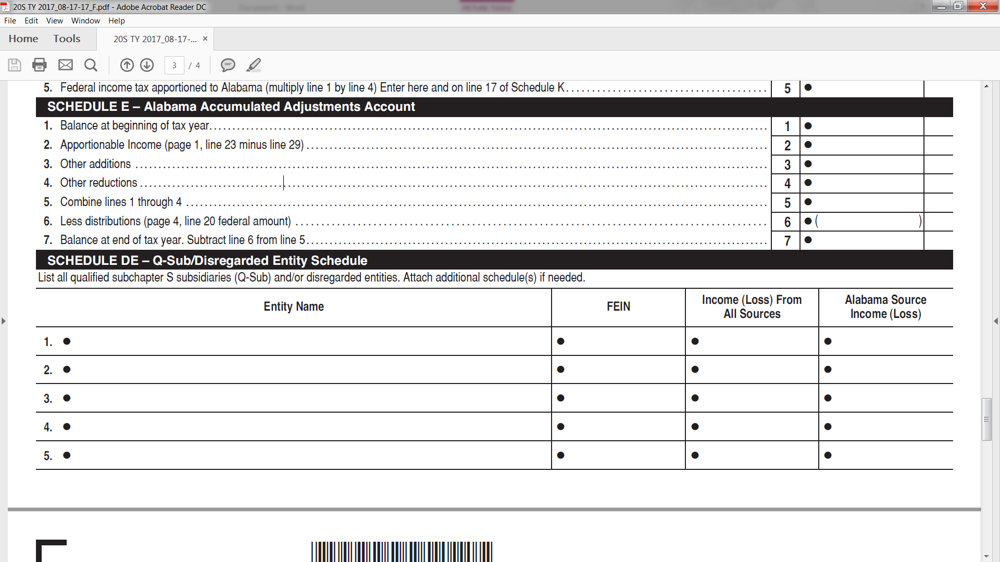 20S TY 2017_08-17-17_F.pdf - Adobe Acrobat Reader DC
File Edit View Window Help
Home Tools 20S TY 2017_08-17-... ×
3 / 4
5. Federal income tax apportioned to Alabama (multiply line 1 by line 4) Enter here and on line 17 of Schedule K 5 ●
SCHEDULE E – Alabama Accumulated Adjustments Account
1. Balance at beginning of tax year 1 ●
2. Apportionable Income (page 1, line 23 minus line 29) 2 ●
3. Other additions 3 ●
4. Other reductions 4 ●
5. Combine lines 1 through 4 5 ●
6. Less distributions (page 4, line 20 federal amount) 6 ● ( )
7. Balance at end of tax year. Subtract line 6 from line 5 7 ●
SCHEDULE DE – Q-Sub/Disregarded Entity Schedule
List all qualified subchapter S subsidiaries (Q-Sub) and/or disregarded entities. Attach additional schedule(s) if needed.
Entity Name FEIN Income (Loss) From All Sources Alabama Source Income (Loss)
1. ● ● ● ●
2. ● ● ● ●
3. ● ● ● ●
4. ● ● ● ●
5. ● ● ● ●